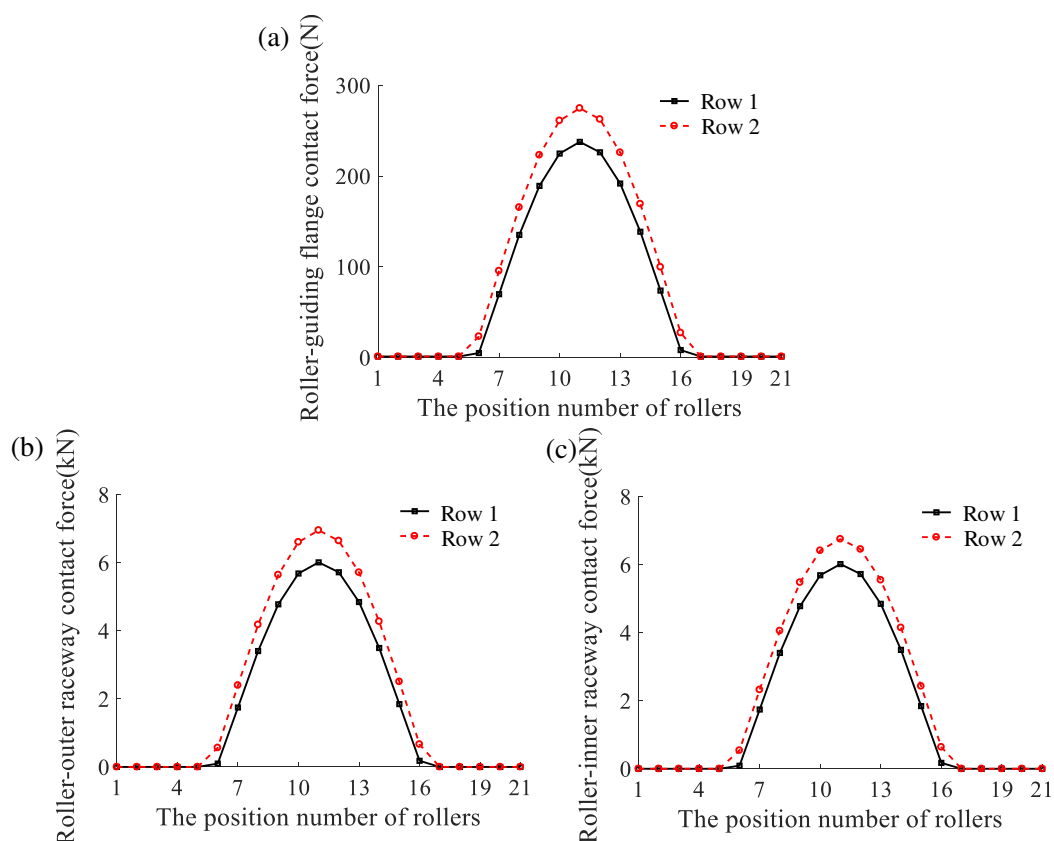 (a)
Roller-guiding flange contact force(N)
300
200
100
0
Row 1
Row 2
1 4 7 10 13 16 19 21
The position number of rollers
(b)
Roller-outer raceway contact force(kN)
8
6
4
2
0
Row 1
Row 2
1 4 7 10 13 16 19 21
The position number of rollers
(c)
Roller-inner raceway contact force(kN)
8
6
4
2
0
Row 1
Row 2
1 4 7 10 13 16 19 21
The position number of rollers